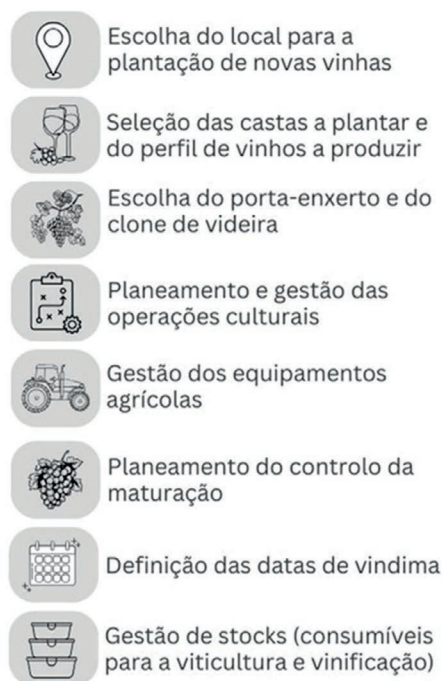 Escolha do local para a
plantação de novas vinhas
Seleção das castas a plantar e
do perfil de vinhos a produzir
Escolha do porta-enxerto e do
clone de videira
Planeamento e gestão das
operações culturais
Gestão dos equipamentos
agrícolas
Planeamento do controlo da
maturação
Definição das datas de vindima
Gestão de stocks (consumíveis
para a viticultura e vinificação)